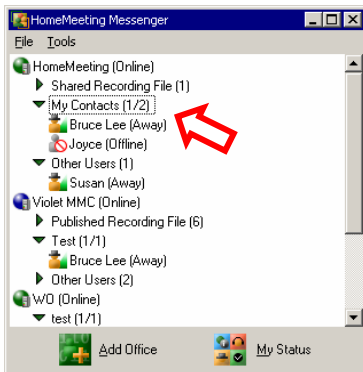 HomeMeeting Messenger
File Tools
HomeMeeting (Online)
Shared Recording File (1)
My Contacts (1/2)
Bruce Lee (Away)
Joyce (Offline)
Other Users (1)
Susan (Away)
Violet MMC (Online)
Published Recording File (6)
Test (1/1)
Bruce Lee (Away)
Other Users (2)
WO (Online)
test (1/1)
Add Office My Status